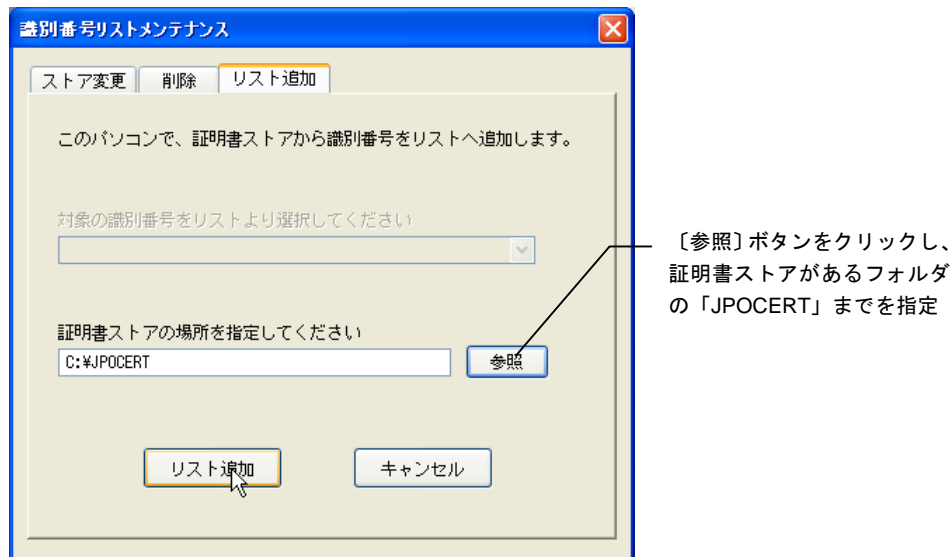 識別番号リストメンテナンス
ストア変更 削除 リスト追加
このパソコンで、証明書ストアから識別番号をリストへ追加します。
対象の識別番号をリストより選択してください
証明書ストアの場所を指定してください
C:¥JPOCERT 参照
リスト追加 キャンセル
〔参照〕ボタンをクリックし、
証明書ストアがあるフォルダ
の「JPOCERT」までを指定